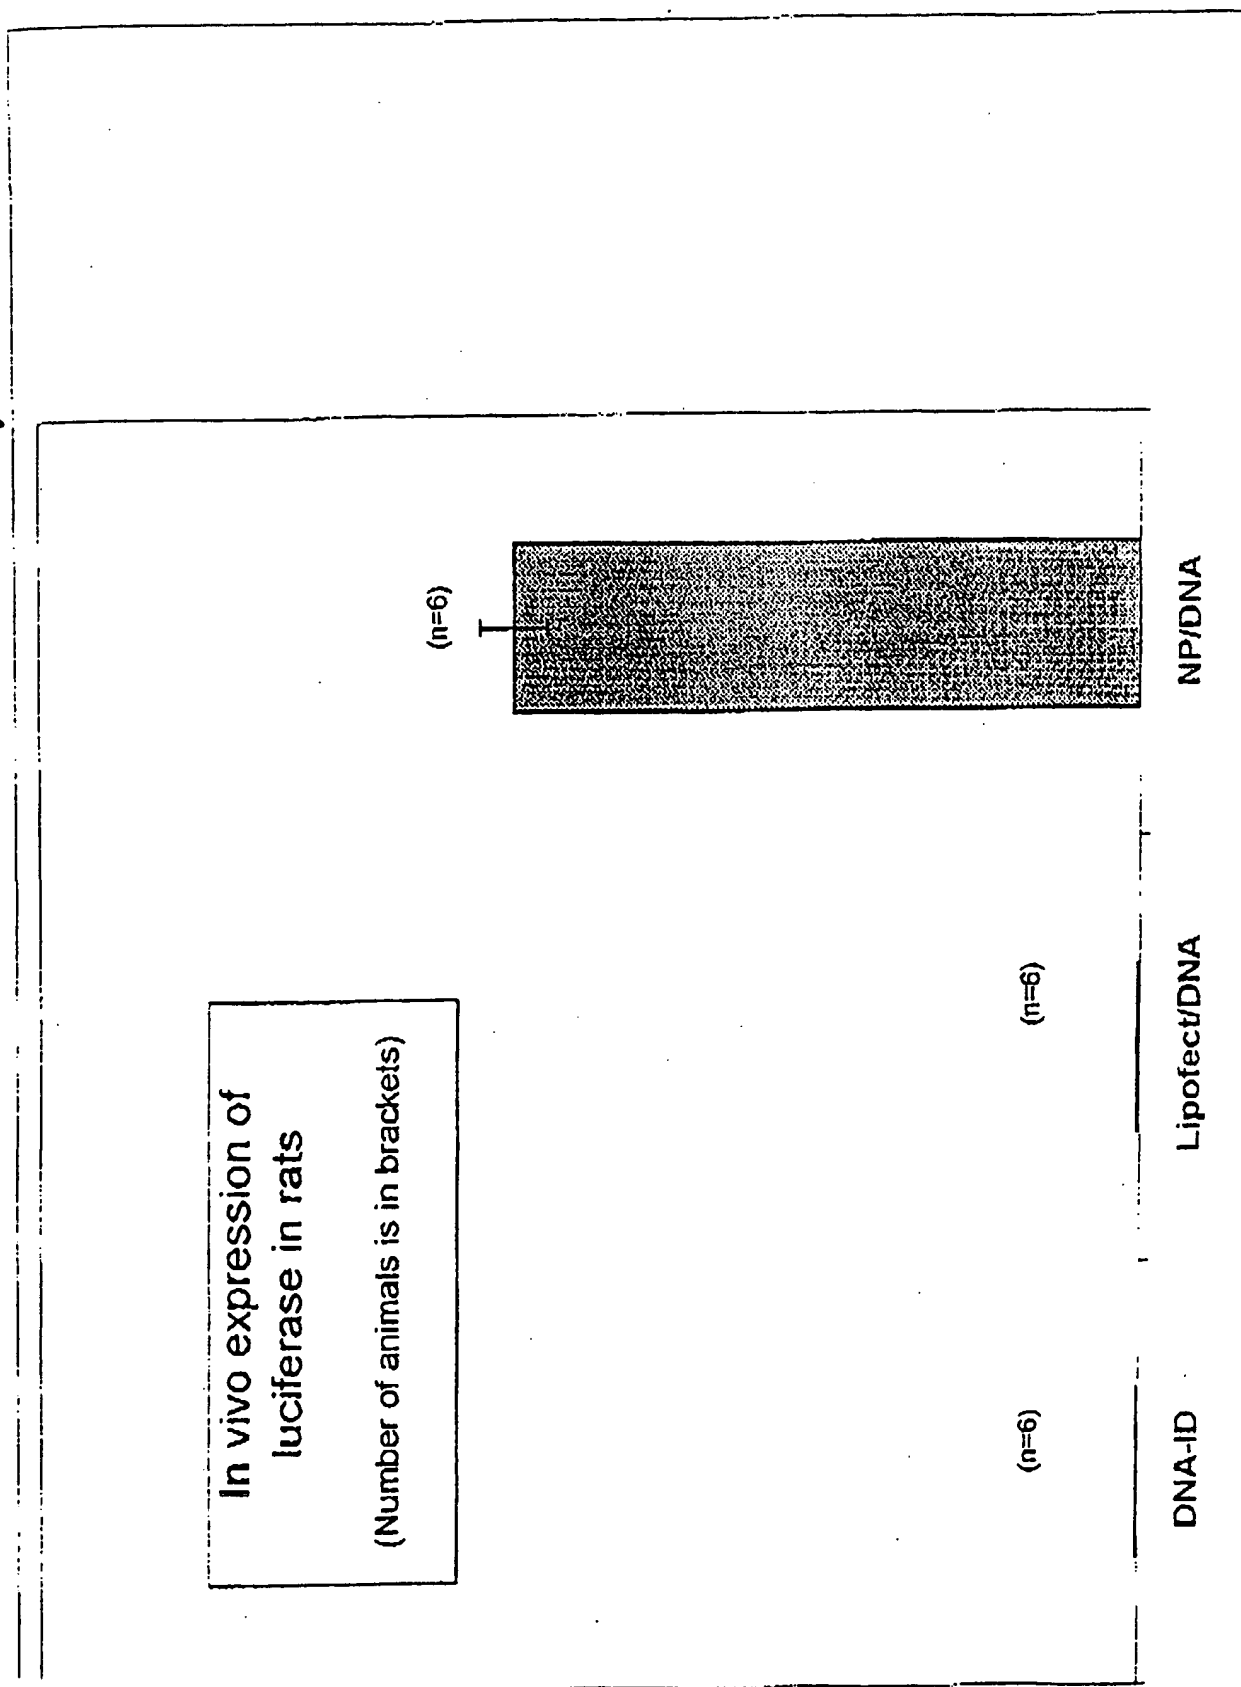 In vivo expression of
luciferase in rats
(Number of animals is in brackets)
(n=6)
(n=6)
(n=6)
DNA-ID
Lipofect/DNA
NP/DNA